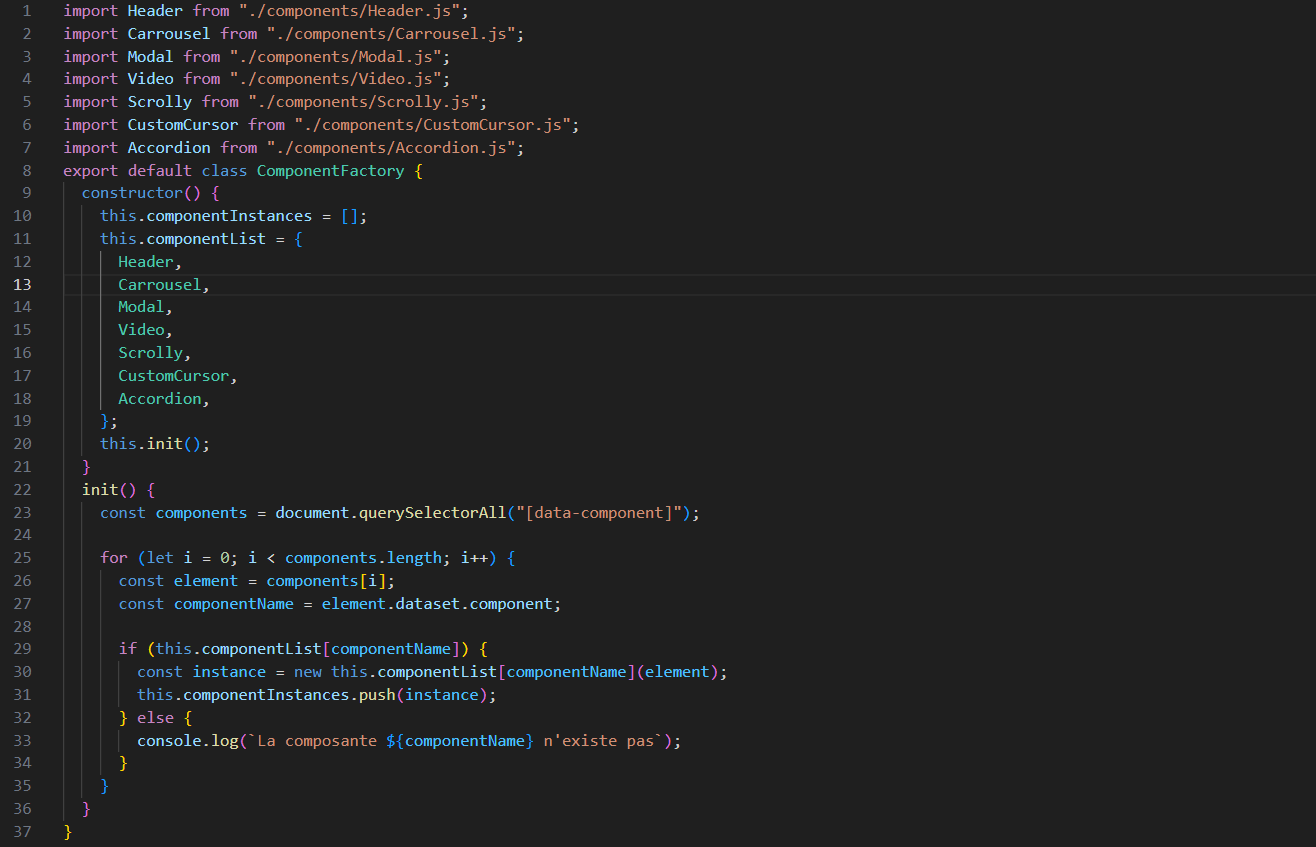 1 import Header from "./components/Header.js";
2 import Carrousel from "./components/Carrousel.js";
3 import Modal from "./components/Modal.js";
4 import Video from "./components/Video.js";
5 import Scrolly from "./components/Scrolly.js";
6 import CustomCursor from "./components/CustomCursor.js";
7 import Accordion from "./components/Accordion.js";
8 export default class ComponentFactory {
9   constructor() {
10     this.componentInstances = [];
11     this.componentList = {
12       Header,
13       Carrousel,
14       Modal,
15       Video,
16       Scrolly,
17       CustomCursor,
18       Accordion,
19     };
20     this.init();
21   }
22   init() {
23     const components = document.querySelectorAll("[data-component]");
24
25     for (let i = 0; i < components.length; i++) {
26       const element = components[i];
27       const componentName = element.dataset.component;
28
29       if (this.componentList[componentName]) {
30         const instance = new this.componentList[componentName](element);
31         this.componentInstances.push(instance);
32       } else {
33         console.log(`La composante ${componentName} n'existe pas`);
34       }
35     }
36   }
37 }